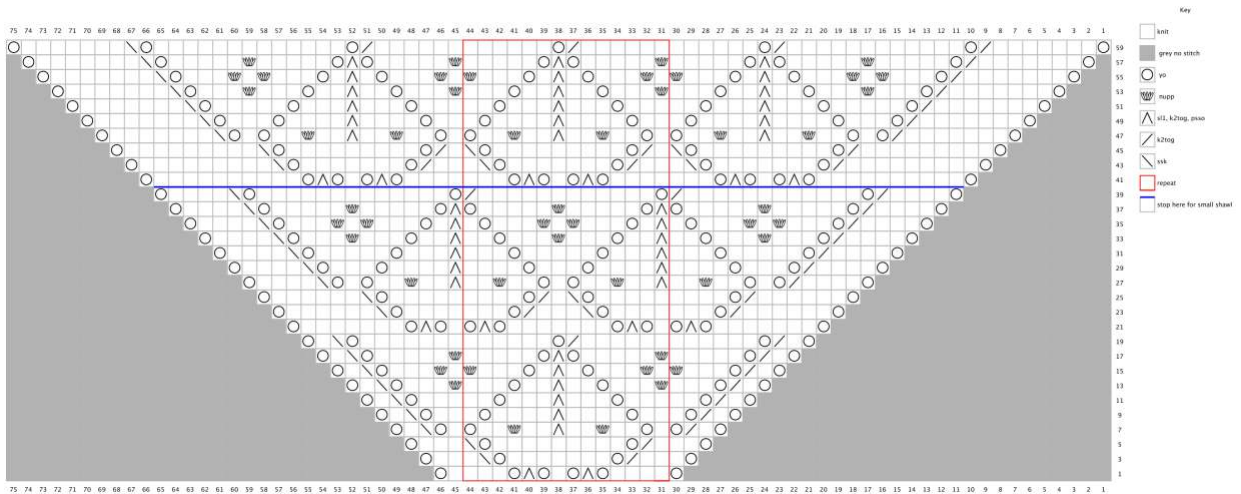 Key
75 74 73 72 71 70 69 68 67 66 65 64 63 62 61 60 59 58 57 56 55 54 53 52 51 50 49 48 47 46 45 44 43 42 41 40 39 38 37 36 35 34 33 32 31 30 29 28 27 26 25 24 23 22 21 20 19 18 17 16 15 14 13 12 11 10 9 8 7 6 5 4 3 2 1
knit
59
grey no stitch
57
yo
55
nupp
53
51
sl1, k2tog, psso
49
k2tog
47
ssk
45
repeat
43
stop here for small shawl
41
39
37
35
33
31
29
27
25
23
21
19
17
15
13
11
9
7
5
3
1
75 74 73 72 71 70 69 68 67 66 65 64 63 62 61 60 59 58 57 56 55 54 53 52 51 50 49 48 47 46 45 44 43 42 41 40 39 38 37 36 35 34 33 32 31 30 29 28 27 26 25 24 23 22 21 20 19 18 17 16 15 14 13 12 11 10 9 8 7 6 5 4 3 2 1